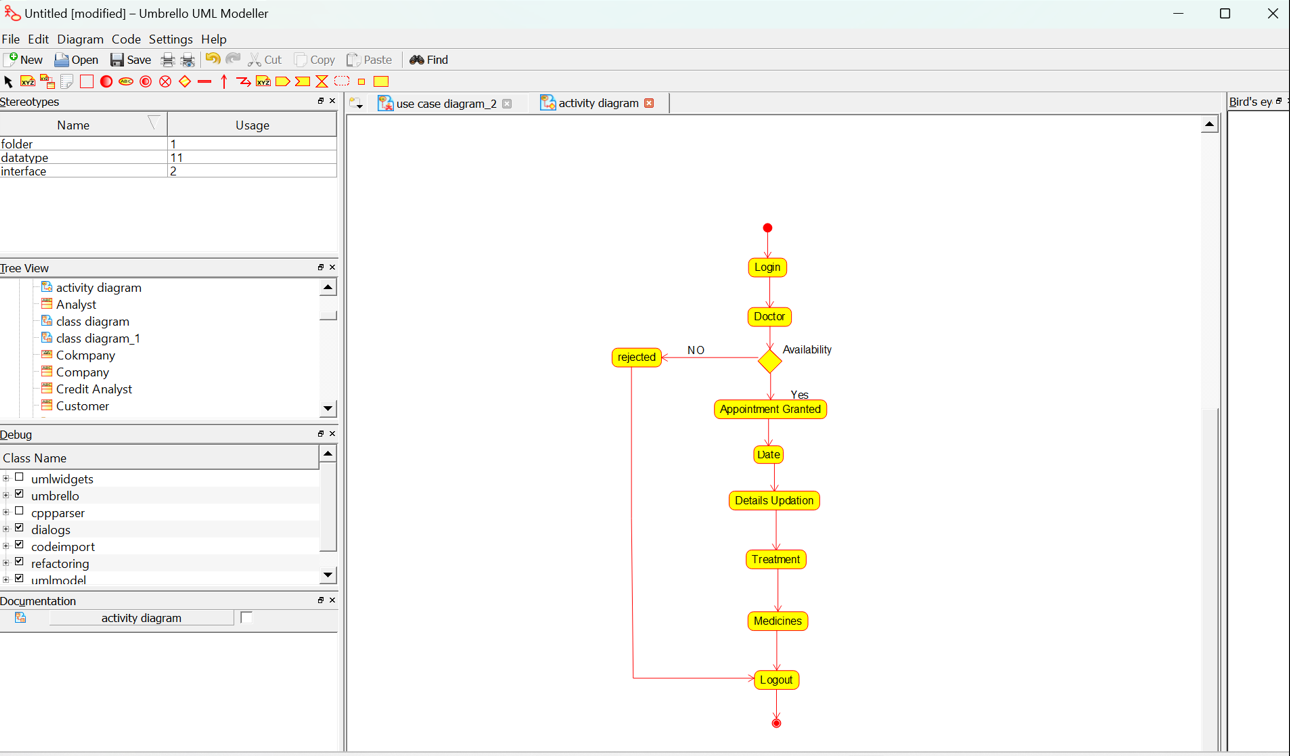 Untitled [modified] – Umbrello UML Modeller
File Edit Diagram Code Settings Help
New Open Save Cut Copy Paste Find
Stereotypes
Name Usage
folder 1
datatype 11
interface 2
Tree View
activity diagram
Analyst
class diagram
class diagram_1
Cokmpany
Company
Credit Analyst
Customer
Debug
Class Name
umlwidgets
umbrello
cppparser
dialogs
codeimport
refactoring
umlmodel
Documentation
activity diagram
use case diagram_2 activity diagram
Bird's ey
Login
Doctor
Availability
NO
rejected
Yes
Appointment Granted
Date
Details Updation
Treatment
Medicines
Logout